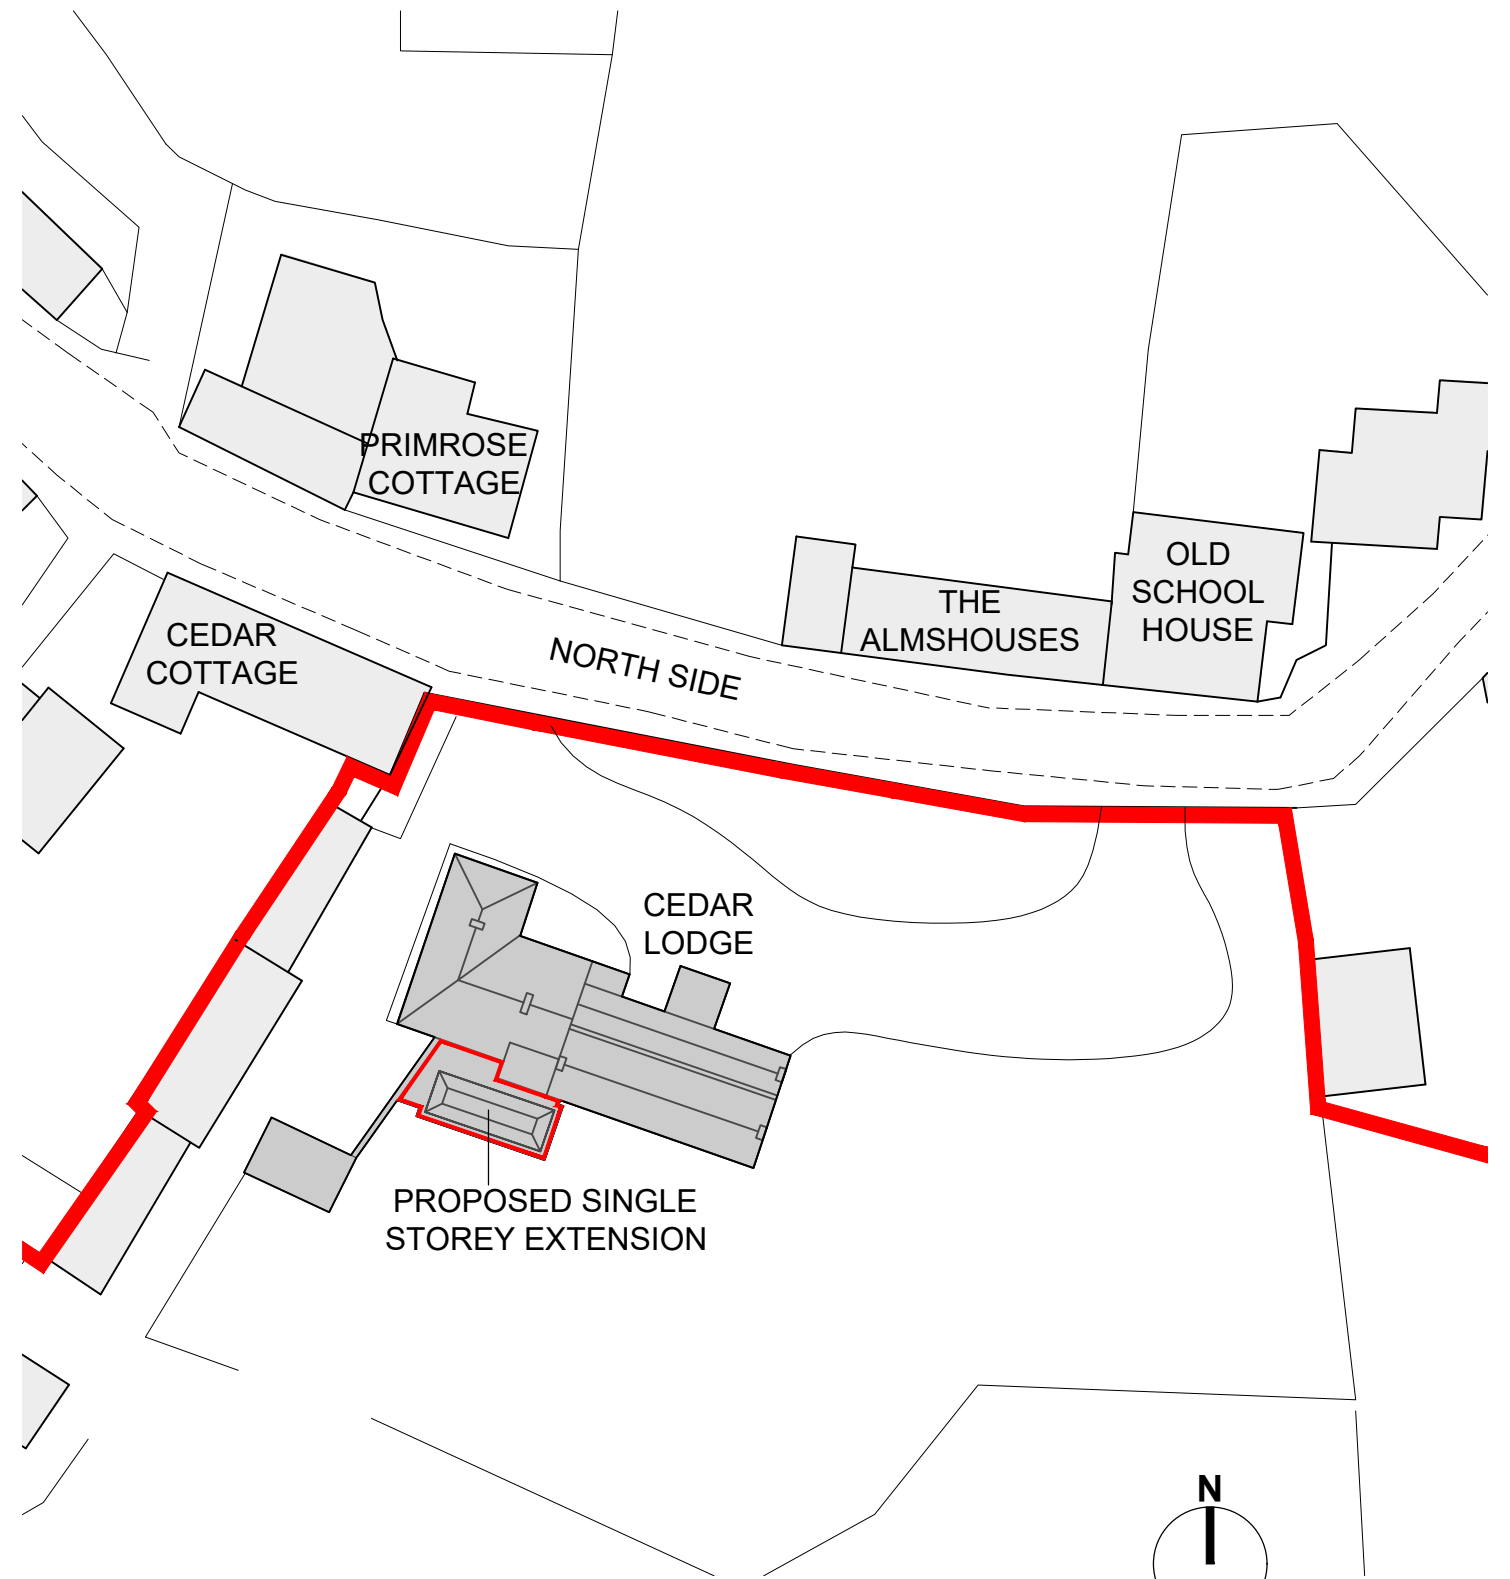 PRIMROSE
COTTAGE
OLD
SCHOOL
HOUSE
THE
ALMSHOUSES
CEDAR
COTTAGE
NORTH SIDE
CEDAR
LODGE
PROPOSED SINGLE
STOREY EXTENSION
N